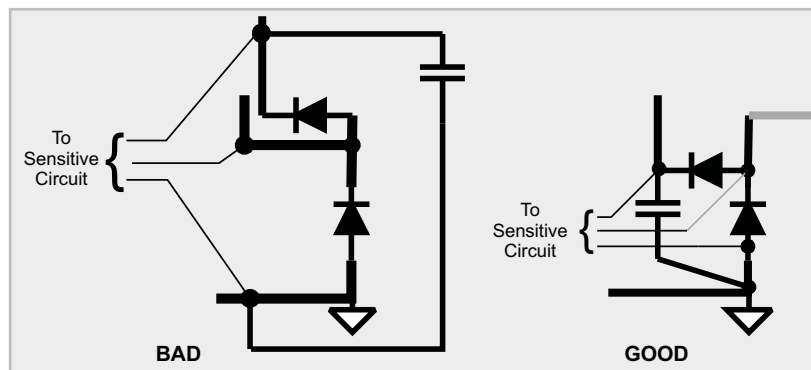 To
Sensitive
Circuit
BAD
To
Sensitive
Circuit
GOOD